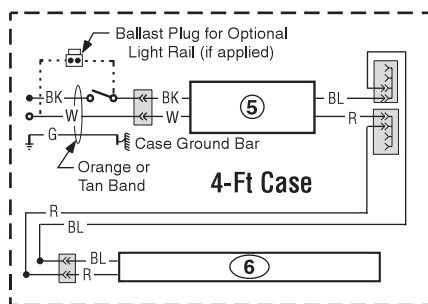 Ballast Plug for Optional
Light Rail (if applied)
BK
BK
5
BL
W
W
R
G
Case Ground Bar
Orange or
Tan Band
4-Ft Case
R
BL
BL
6
R